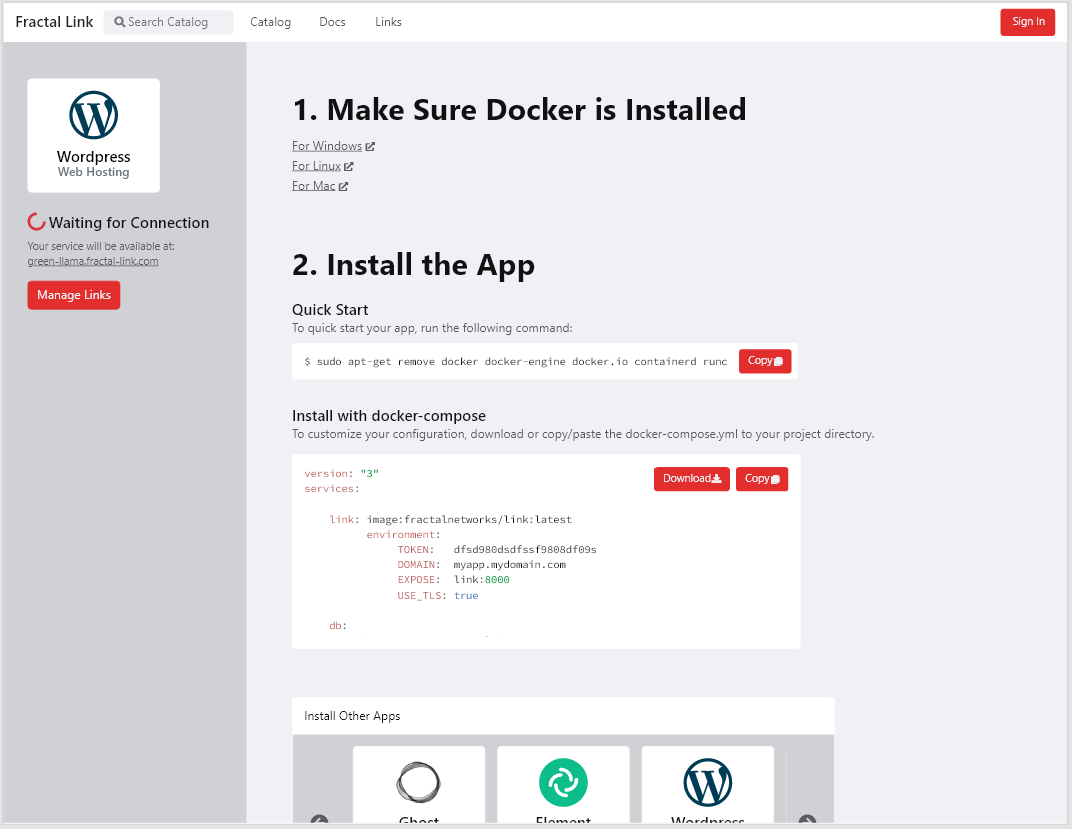 Fractal Link
Search Catalog
Catalog
Docs
Links
Sign In
W
Wordpress
Web Hosting
Waiting for Connection
Your service will be available at:
green-llama.fractal-link.com
Manage Links
1. Make Sure Docker is Installed
For Windows
For Linux
For Mac
2. Install the App
Quick Start
To quick start your app, run the following command:
$ sudo apt-get remove docker docker-engine docker.io containerd runc
Copy
Install with docker-compose
To customize your configuration, download or copy/paste the docker-compose.yml to your project directory.
Download
Copy
version: "3"
services:
link: image:fractalnetworks/link:latest
environment:
TOKEN: dfsd980dsdfssf9808df09s
DOMAIN: myapp.mydomain.com
EXPOSE: link:8000
USE_TLS: true
db:
Install Other Apps
Ghost
Element
W
Wordpress